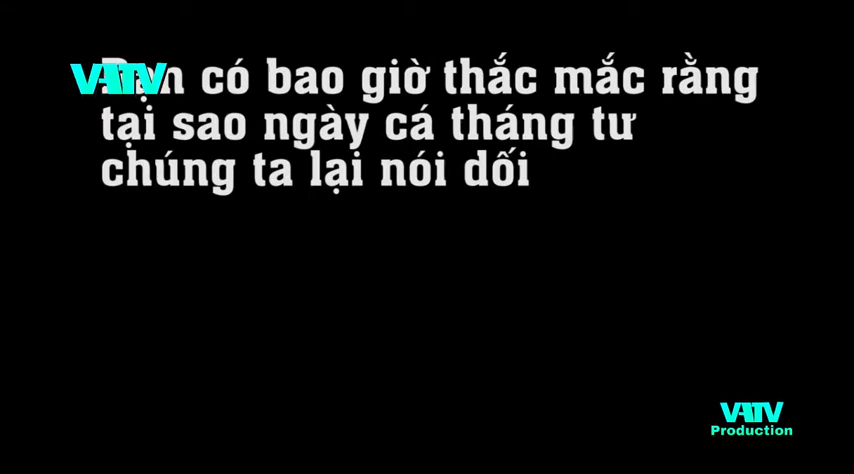 VATV
Bạn có bao giờ thắc mắc rằng
tại sao ngày cá tháng tư
chúng ta lại nói dối
VATV
Production